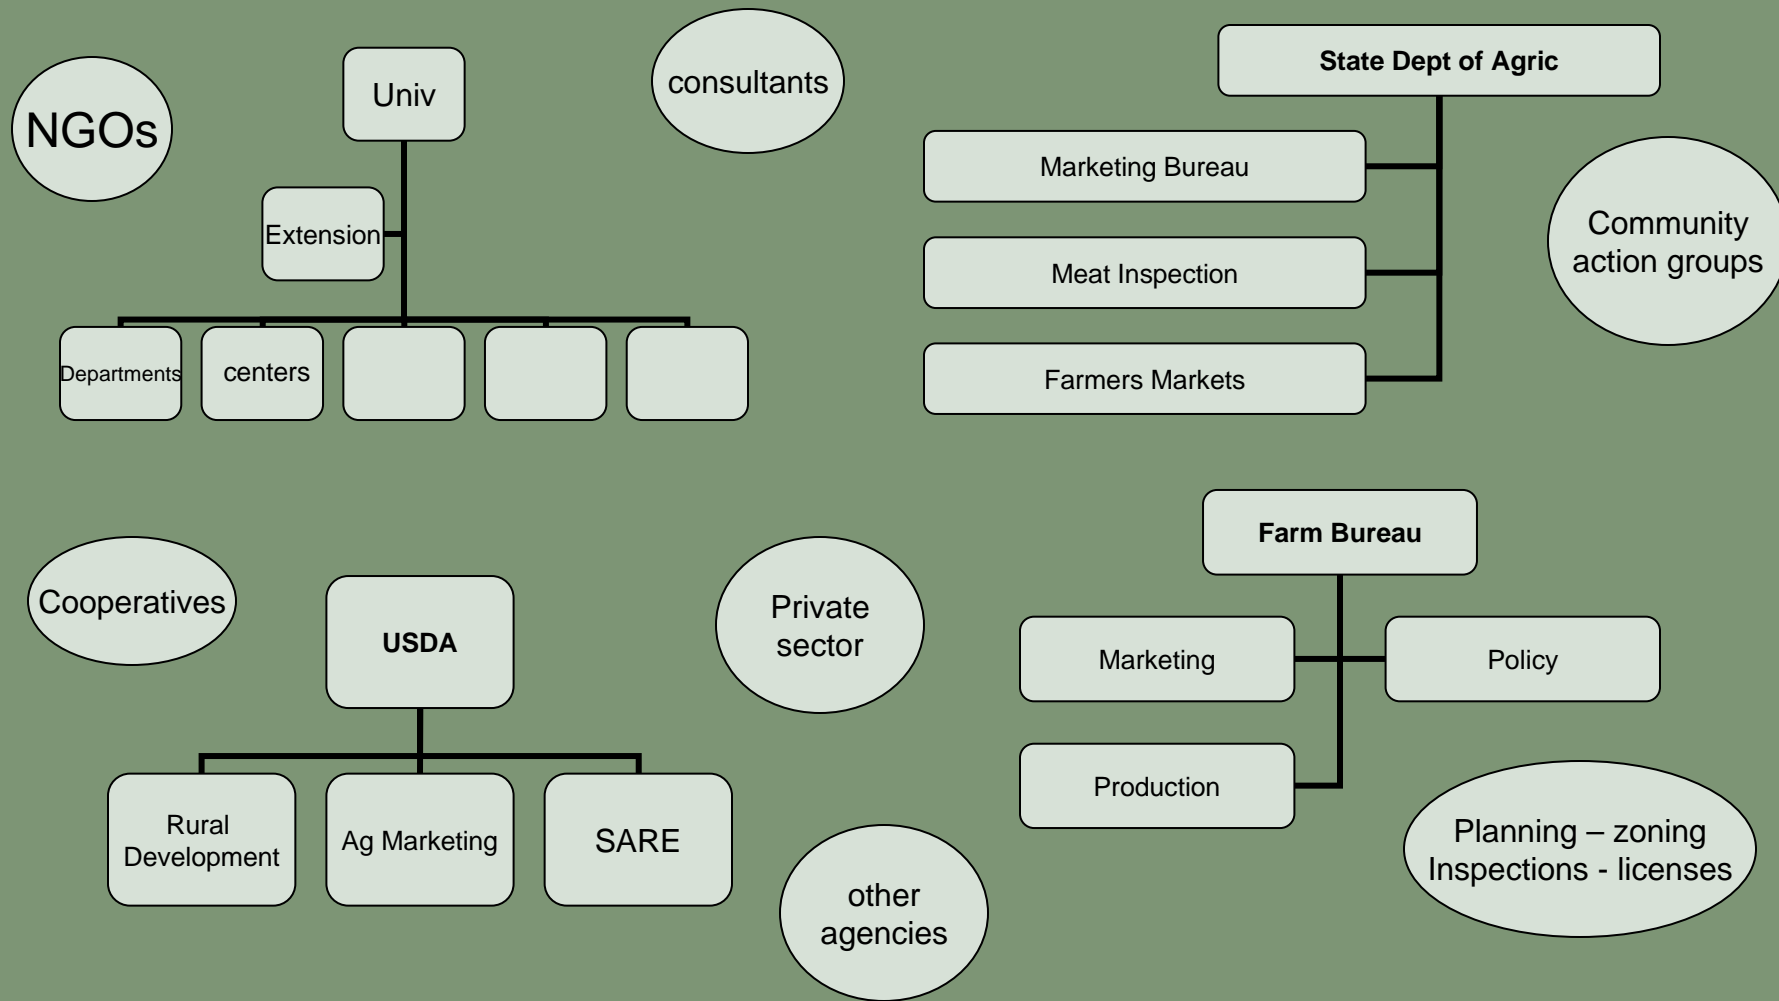 NGOs
Univ
Extension
Departments
centers
consultants
State Dept of Agric
Marketing Bureau
Meat Inspection
Farmers Markets
Community
action groups
Cooperatives
USDA
Rural
Development
Ag Marketing
SARE
Private
sector
other
agencies
Farm Bureau
Marketing
Policy
Production
Planning – zoning
Inspections - licenses